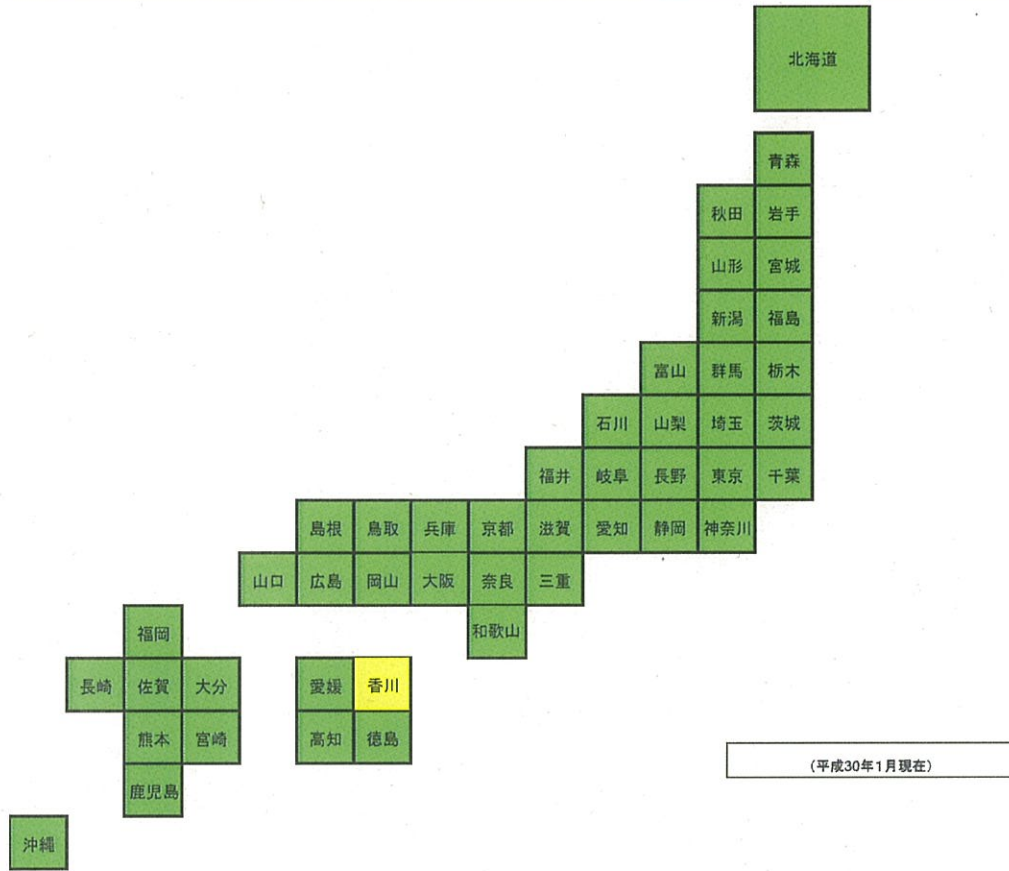 北海道
青森
秋田 岩手
山形 宮城
新潟 福島
富山 群馬 栃木
石川 山梨 埼玉 茨城
福井 岐阜 長野 東京 千葉
島根 鳥取 兵庫 京都 滋賀 愛知 静岡 神奈川
山口 広島 岡山 大阪 奈良 三重
福岡 和歌山
長崎 佐賀 大分 愛媛 香川
熊本 宮崎 高知 徳島
(平成30年1月現在)
鹿児島
沖縄